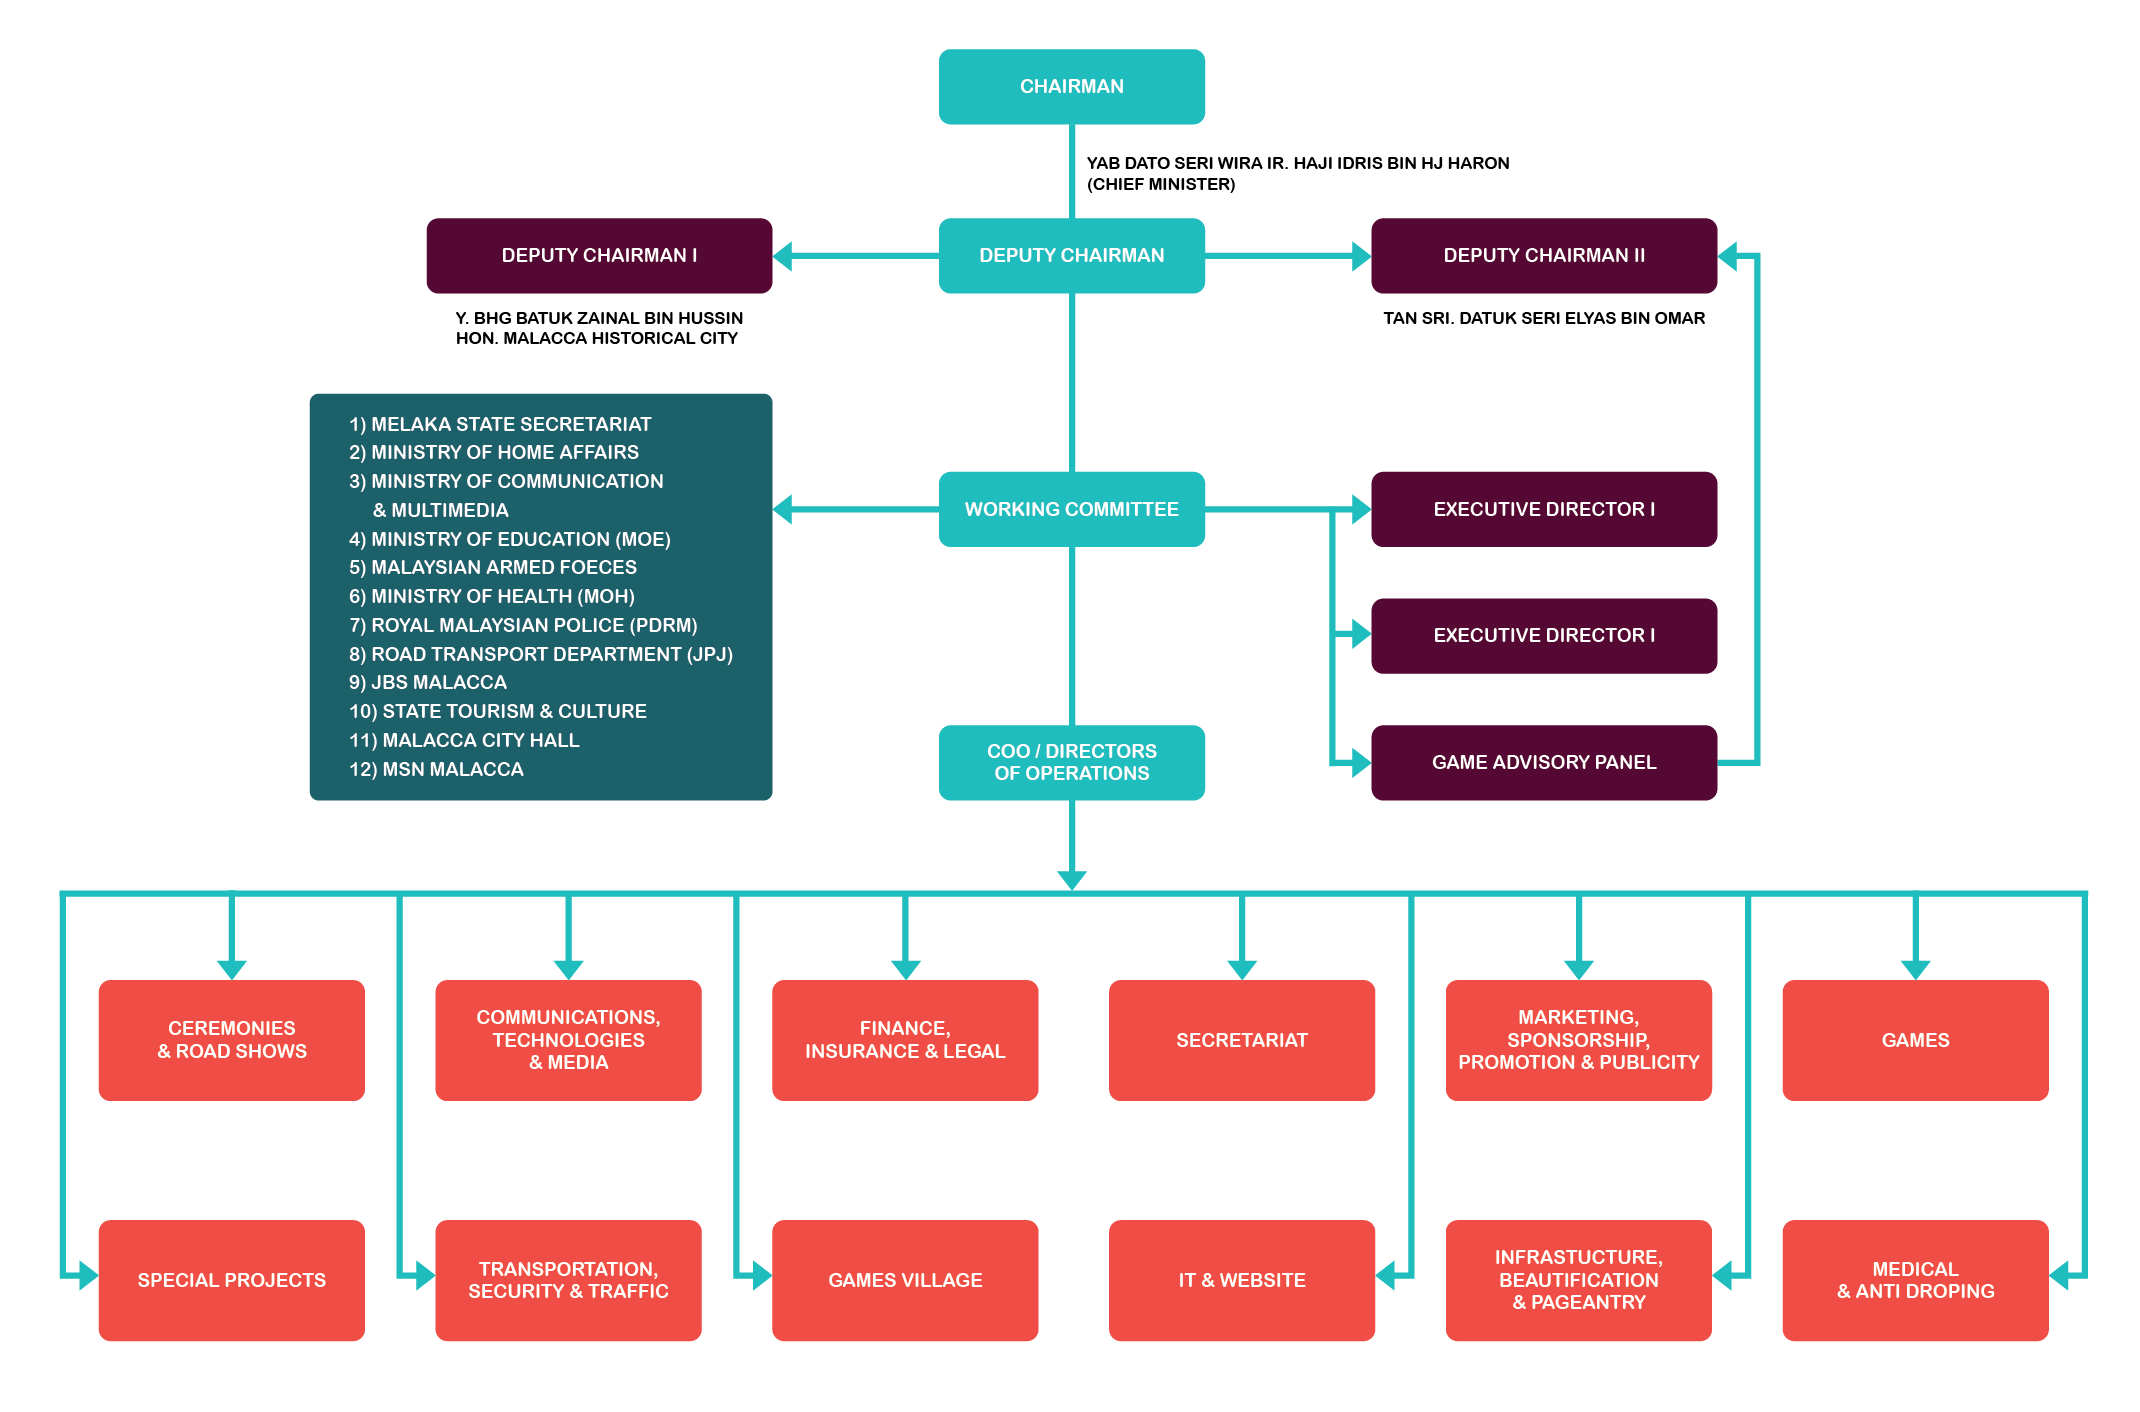 CHAIRMAN
YAB DATO SERI WIRA IR. HAJI IDRIS BIN HJ HARON
(CHIEF MINISTER)
DEPUTY CHAIRMAN I
DEPUTY CHAIRMAN
DEPUTY CHAIRMAN II
Y. BHG BATUK ZAINAL BIN HUSSIN
HON. MALACCA HISTORICAL CITY
TAN SRI. DATUK SERI ELYAS BIN OMAR
1) MELAKA STATE SECRETARIAT
2) MINISTRY OF HOME AFFAIRS
3) MINISTRY OF COMMUNICATION
& MULTIMEDIA
4) MINISTRY OF EDUCATION (MOE)
5) MALAYSIAN ARMED FOECES
6) MINISTRY OF HEALTH (MOH)
7) ROYAL MALAYSIAN POLICE (PDRM)
8) ROAD TRANSPORT DEPARTMENT (JPJ)
9) JBS MALACCA
10) STATE TOURISM & CULTURE
11) MALACCA CITY HALL
12) MSN MALACCA
WORKING COMMITTEE
EXECUTIVE DIRECTOR I
EXECUTIVE DIRECTOR I
COO / DIRECTORS
OF OPERATIONS
GAME ADVISORY PANEL
CEREMONIES
& ROAD SHOWS
COMMUNICATIONS,
TECHNOLOGIES
& MEDIA
FINANCE,
INSURANCE & LEGAL
SECRETARIAT
MARKETING,
SPONSORSHIP,
PROMOTION & PUBLICITY
GAMES
SPECIAL PROJECTS
TRANSPORTATION,
SECURITY & TRAFFIC
GAMES VILLAGE
IT & WEBSITE
INFRASTUCTURE,
BEAUTIFICATION
& PAGEANTRY
MEDICAL
& ANTI DROPING